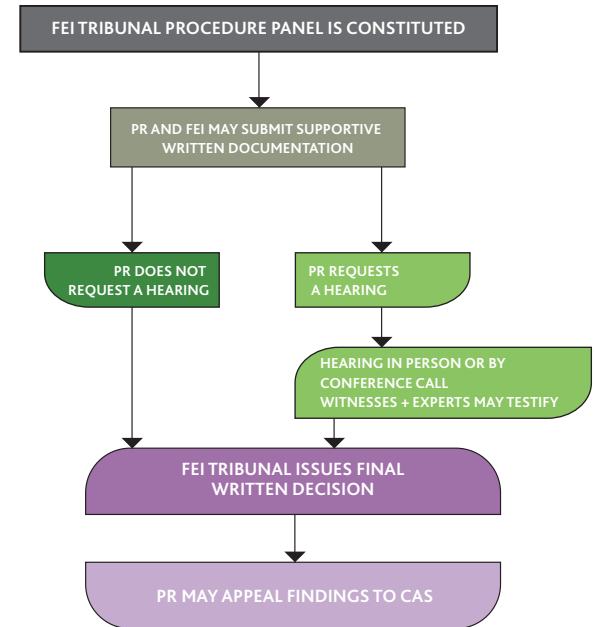 FEI TRIBUNAL PROCEDURE PANEL IS CONSTITUTED
PR AND FEI MAY SUBMIT SUPPORTIVE
WRITTEN DOCUMENTATION
PR DOES NOT
REQUEST A HEARING
PR REQUESTS
A HEARING
HEARING IN PERSON OR BY
CONFERENCE CALL
WITNESSES + EXPERTS MAY TESTIFY
FEI TRIBUNAL ISSUES FINAL
WRITTEN DECISION
PR MAY APPEAL FINDINGS TO CAS